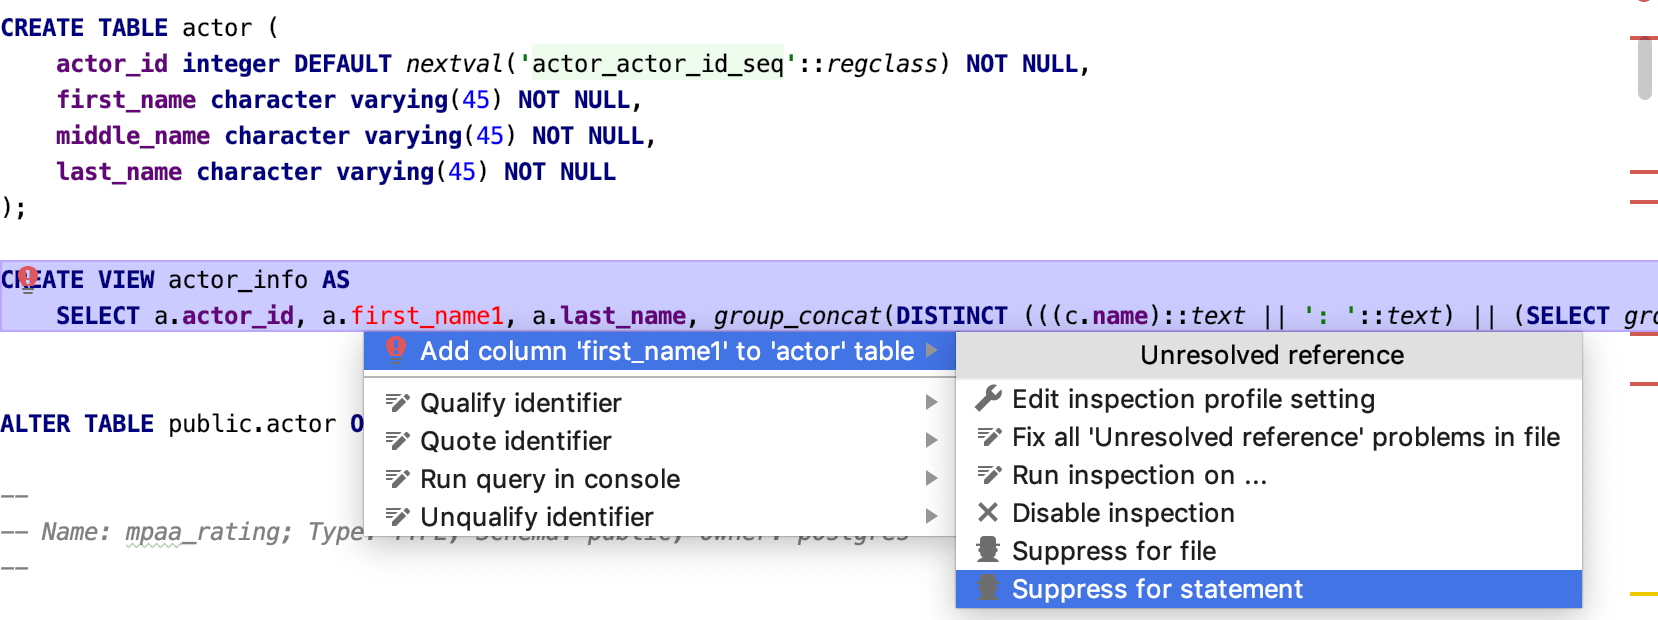 CREATE TABLE actor (
actor_id integer DEFAULT nextval('actor_actor_id_seq'::regclass) NOT NULL,
first_name character varying(45) NOT NULL,
middle_name character varying(45) NOT NULL,
last_name character varying(45) NOT NULL
);
CREATE VIEW actor_info AS
SELECT a.actor_id, a.first_name1, a.last_name, group_concat(DISTINCT (((c.name)::text || ': '::text) || (SELECT gro
Add column 'first_name1' to 'actor' table
Qualify identifier
Quote identifier
Run query in console
Unqualify identifier
Unresolved reference
Edit inspection profile setting
Fix all 'Unresolved reference' problems in file
Run inspection on ...
Disable inspection
Suppress for file
Suppress for statement
ALTER TABLE public.actor O
--
-- Name: mpaa_rating; Type:
--